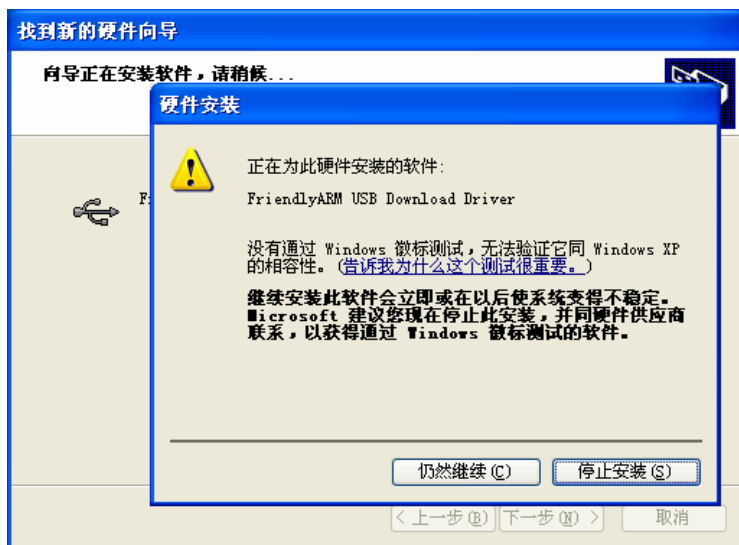 找到新的硬件向导
向导正在安装软件，请稍候...
硬件安装
正在为此硬件安装的软件:
FriendlyARM USB Download Driver
没有通过 Windows 徽标测试，无法验证它同 Windows XP
的相容性。(告诉我为什么这个测试很重要。)
继续安装此软件会立即或在以后使系统变得不稳定。
Microsoft 建议您现在停止此安装，并同硬件供应商
联系，以获得通过 Windows 徽标测试的软件。
仍然继续(C)
停止安装(S)
< 上一步(B)
下一步(N) >
取消